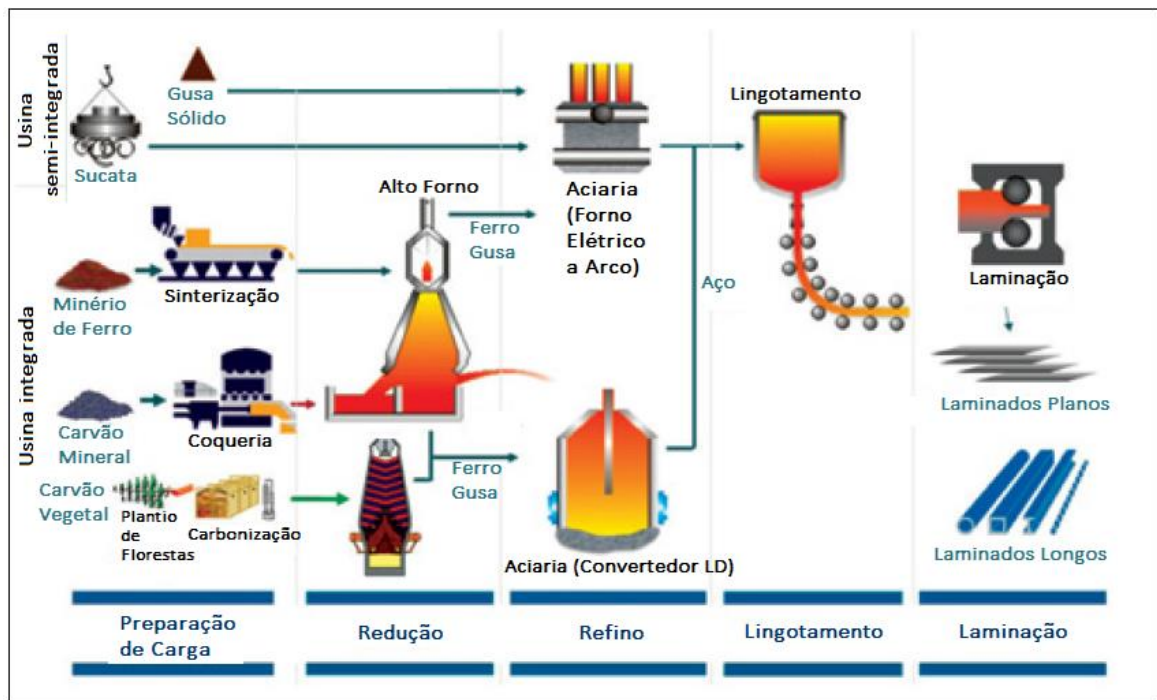 Usina
semi-integrada
Gusa
Sólido
Sucata
Aciaria
(Forno
Elétrico
a Arco)
Lingotamento
Usina integrada
Minério
de Ferro
Sinterização
Alto Forno
Ferro
Gusa
Aço
Laminação
Carvão
Mineral
Coqueria
Laminados Planos
Carvão
Vegetal
Plantio
de
Florestas
Carbonização
Ferro
Gusa
Aciaria (Convertedor LD)
Laminados Longos
Preparação
de Carga
Redução
Refino
Lingotamento
Laminação